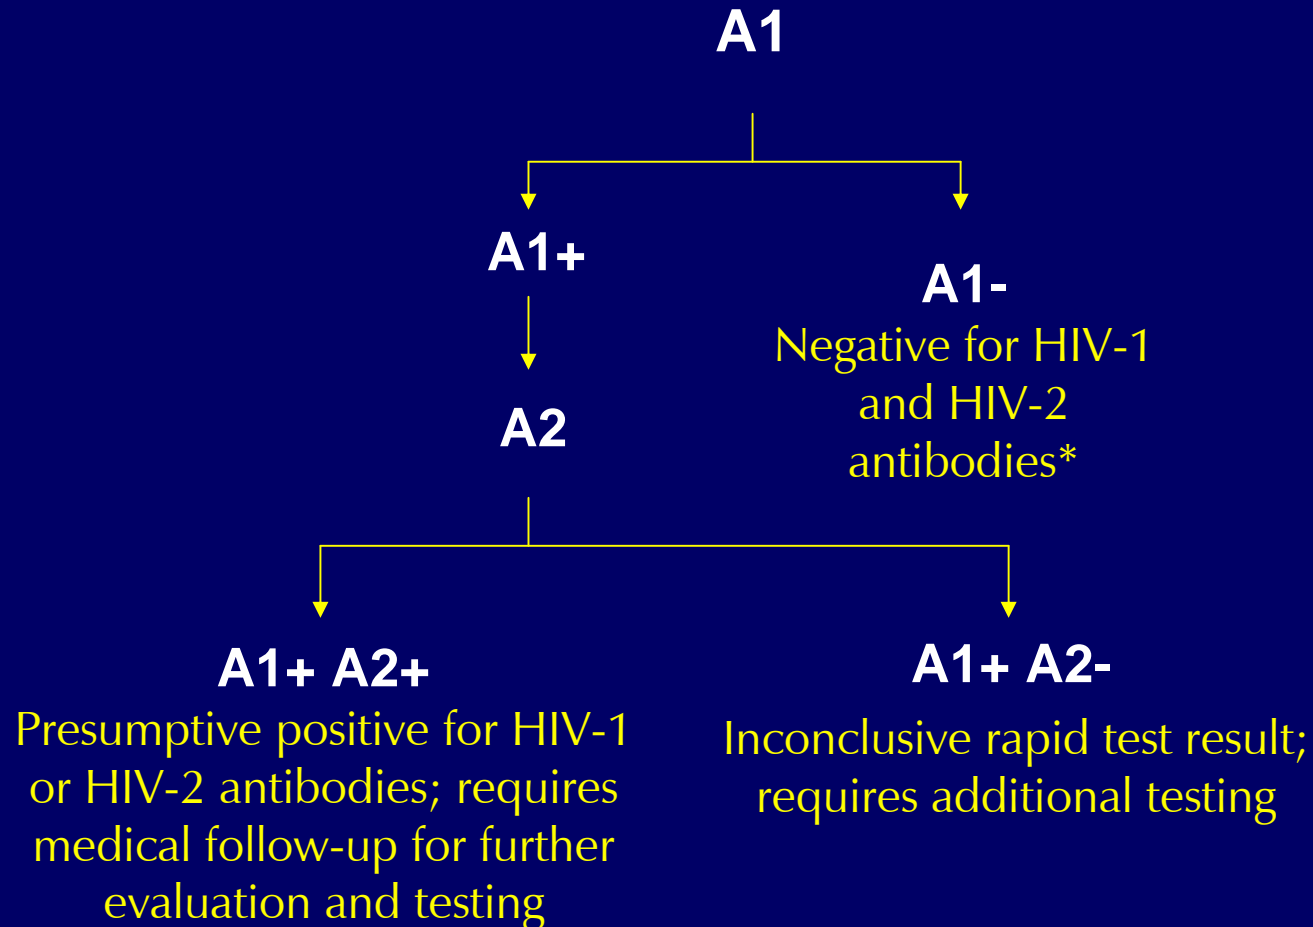 A1
A1+
A1-
Negative for HIV-1
and HIV-2
antibodies*
A2
A1+ A2+
Presumptive positive for HIV-1
or HIV-2 antibodies; requires
medical follow-up for further
evaluation and testing
A1+ A2-
Inconclusive rapid test result;
requires additional testing